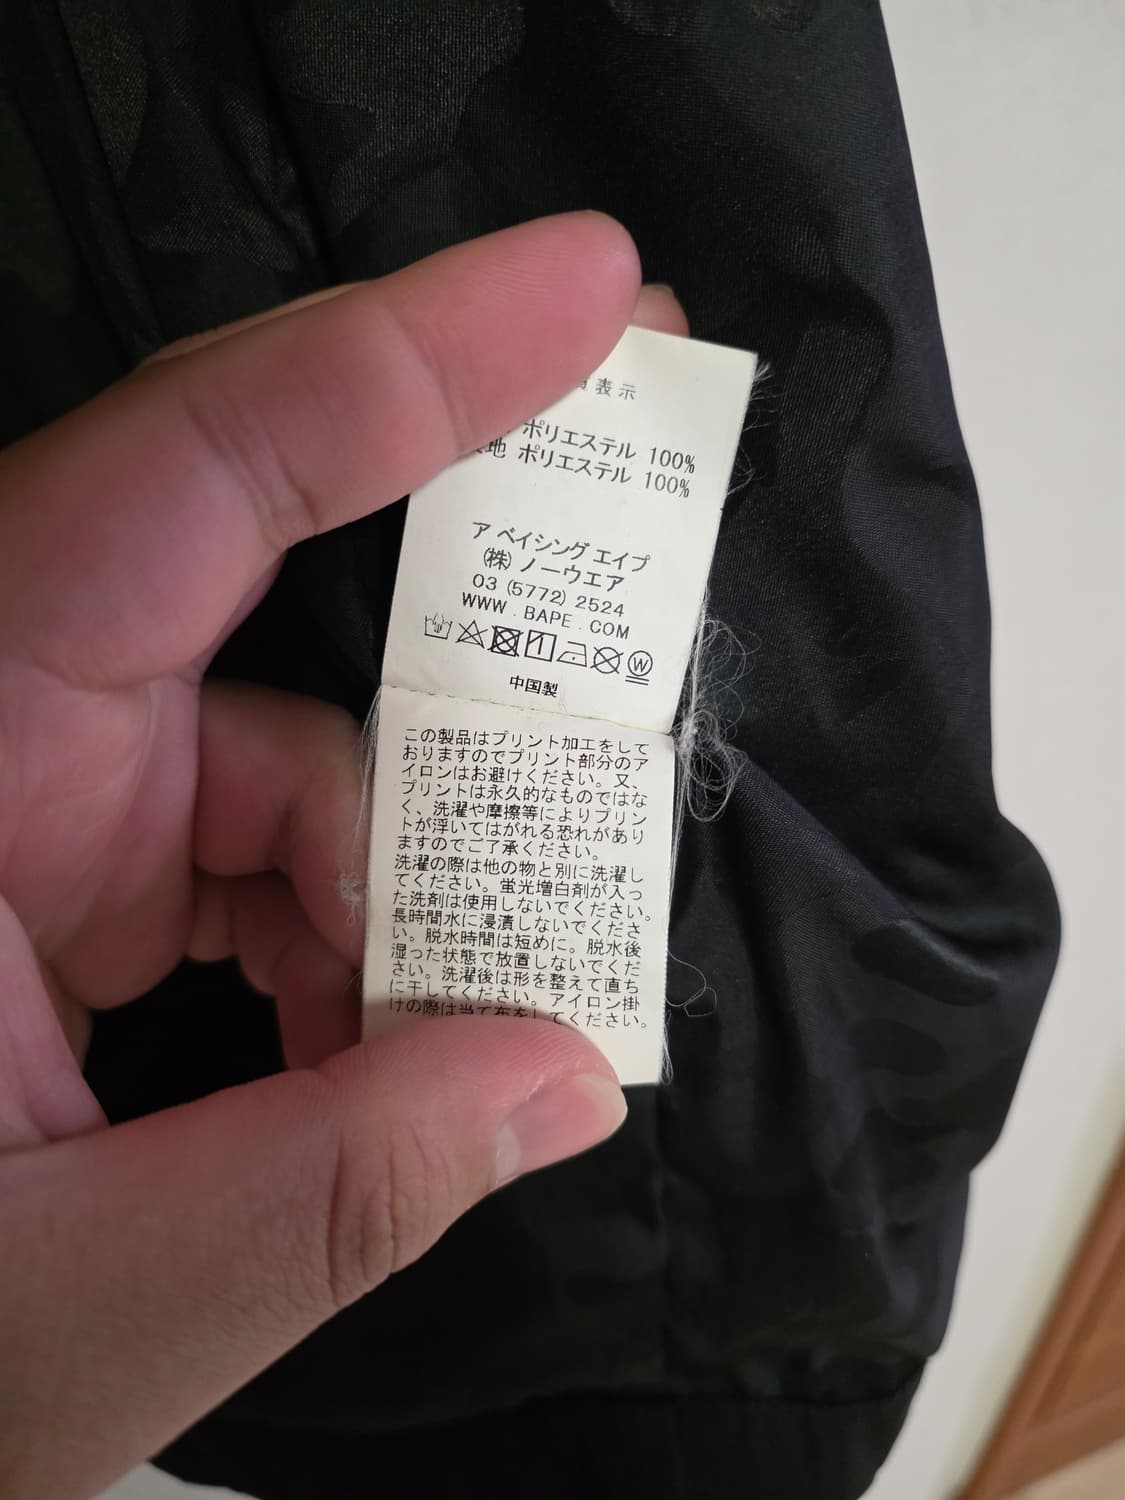 表示
ポリエステル 100%
地 ポリエステル 100%
ア ベイシング エイプ
(株) ノーウエア
03 (5772) 2524
WWW . BAPE . COM
W
中国製
この製品はプリント加工をして
おりますのでプリント部分のア
イロンはお避けください。又、
プリントは永久的なものではな
く、洗濯や摩擦等によりプリン
トが浮いてはがれる恐れがあり
ますのでご了承ください。
洗濯の際は他の物と別に洗濯し
てください。蛍光増白剤が入っ
た洗剤は使用しないでください。
長時間水に浸漬しないでくださ
い。脱水時間は短めに。脱水後
湿った状態で放置しないでくだ
さい。洗濯後は形を整えて直ち
に干してください。アイロン掛
けの際は当て布をしてください。